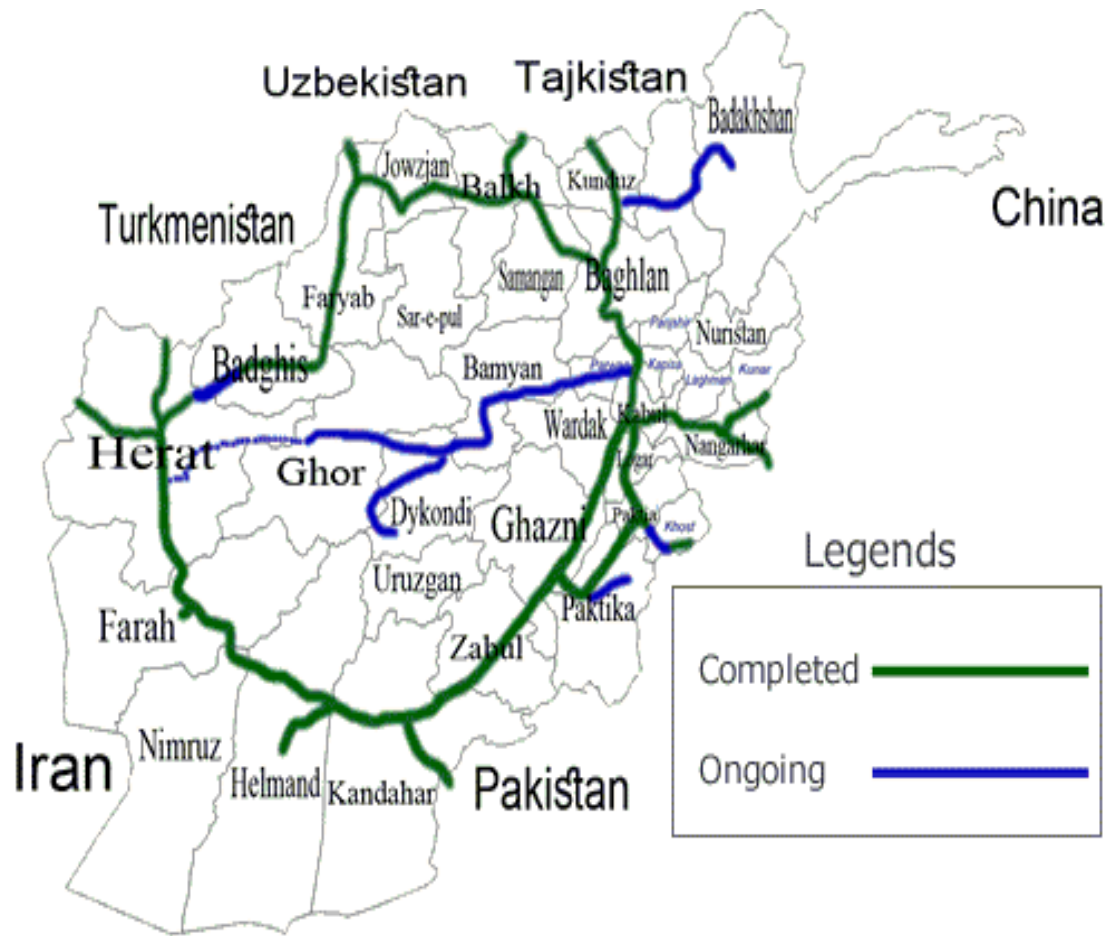 Uzbekistan
Tajkistan
Badakhshan
Jowzjan
Balkh
Kunduz
China
Turkmenistan
Samangan
Baghlan
Faryab
Sar-e-pul
Panjshir
Nuristan
Badghis
Bamyan
Parwan
Kapisa
Laghman
Kunar
Wardak
Kabul
Herat
Ghor
Logar
Nangarhar
Dykondi
Ghazni
Paktia
Khost
Legends
Uruzgan
Paktika
Farah
Zabul
Completed
Nimruz
Iran
Helmand
Kandahar
Pakistan
Ongoing